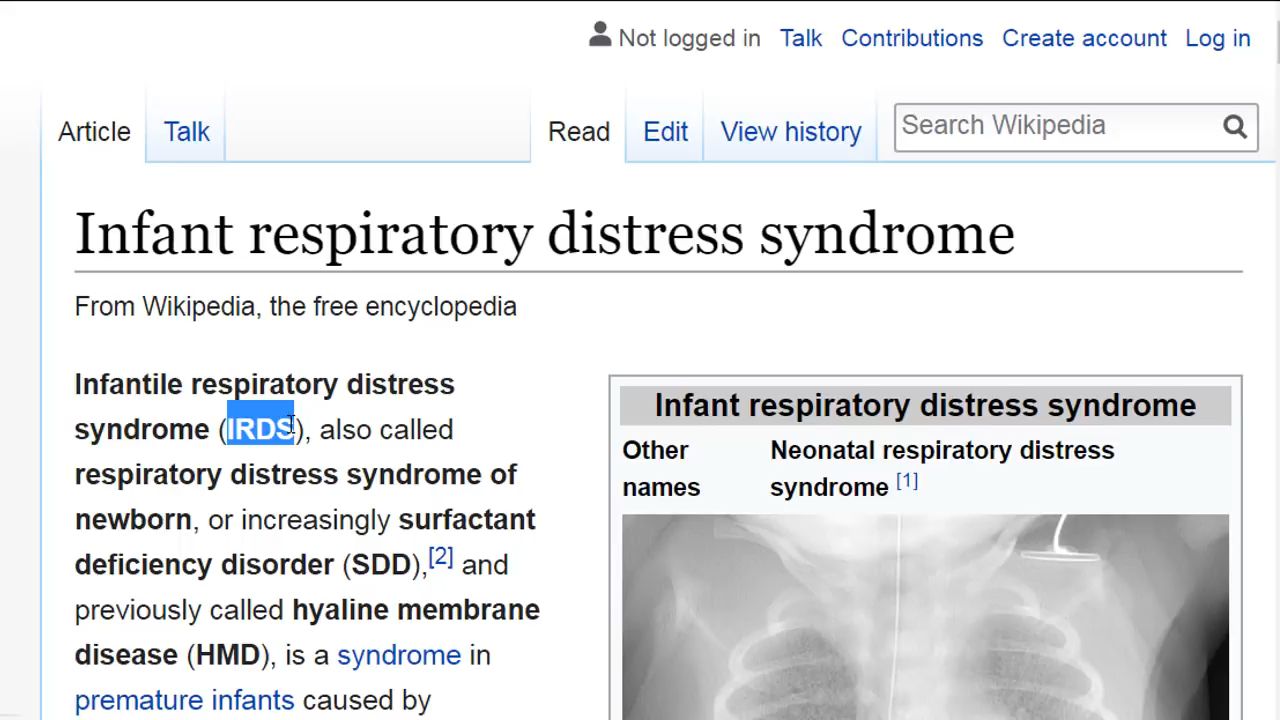 Not logged in Talk Contributions Create account Log in
Article Talk Read Edit View history Search Wikipedia
Infant respiratory distress syndrome
From Wikipedia, the free encyclopedia
Infantile respiratory distress
syndrome (IRDS), also called
respiratory distress syndrome of
newborn, or increasingly surfactant
deficiency disorder (SDD),[2] and
previously called hyaline membrane
disease (HMD), is a syndrome in
premature infants caused by
Infant respiratory distress syndrome
Other names Neonatal respiratory distress
syndrome [1]